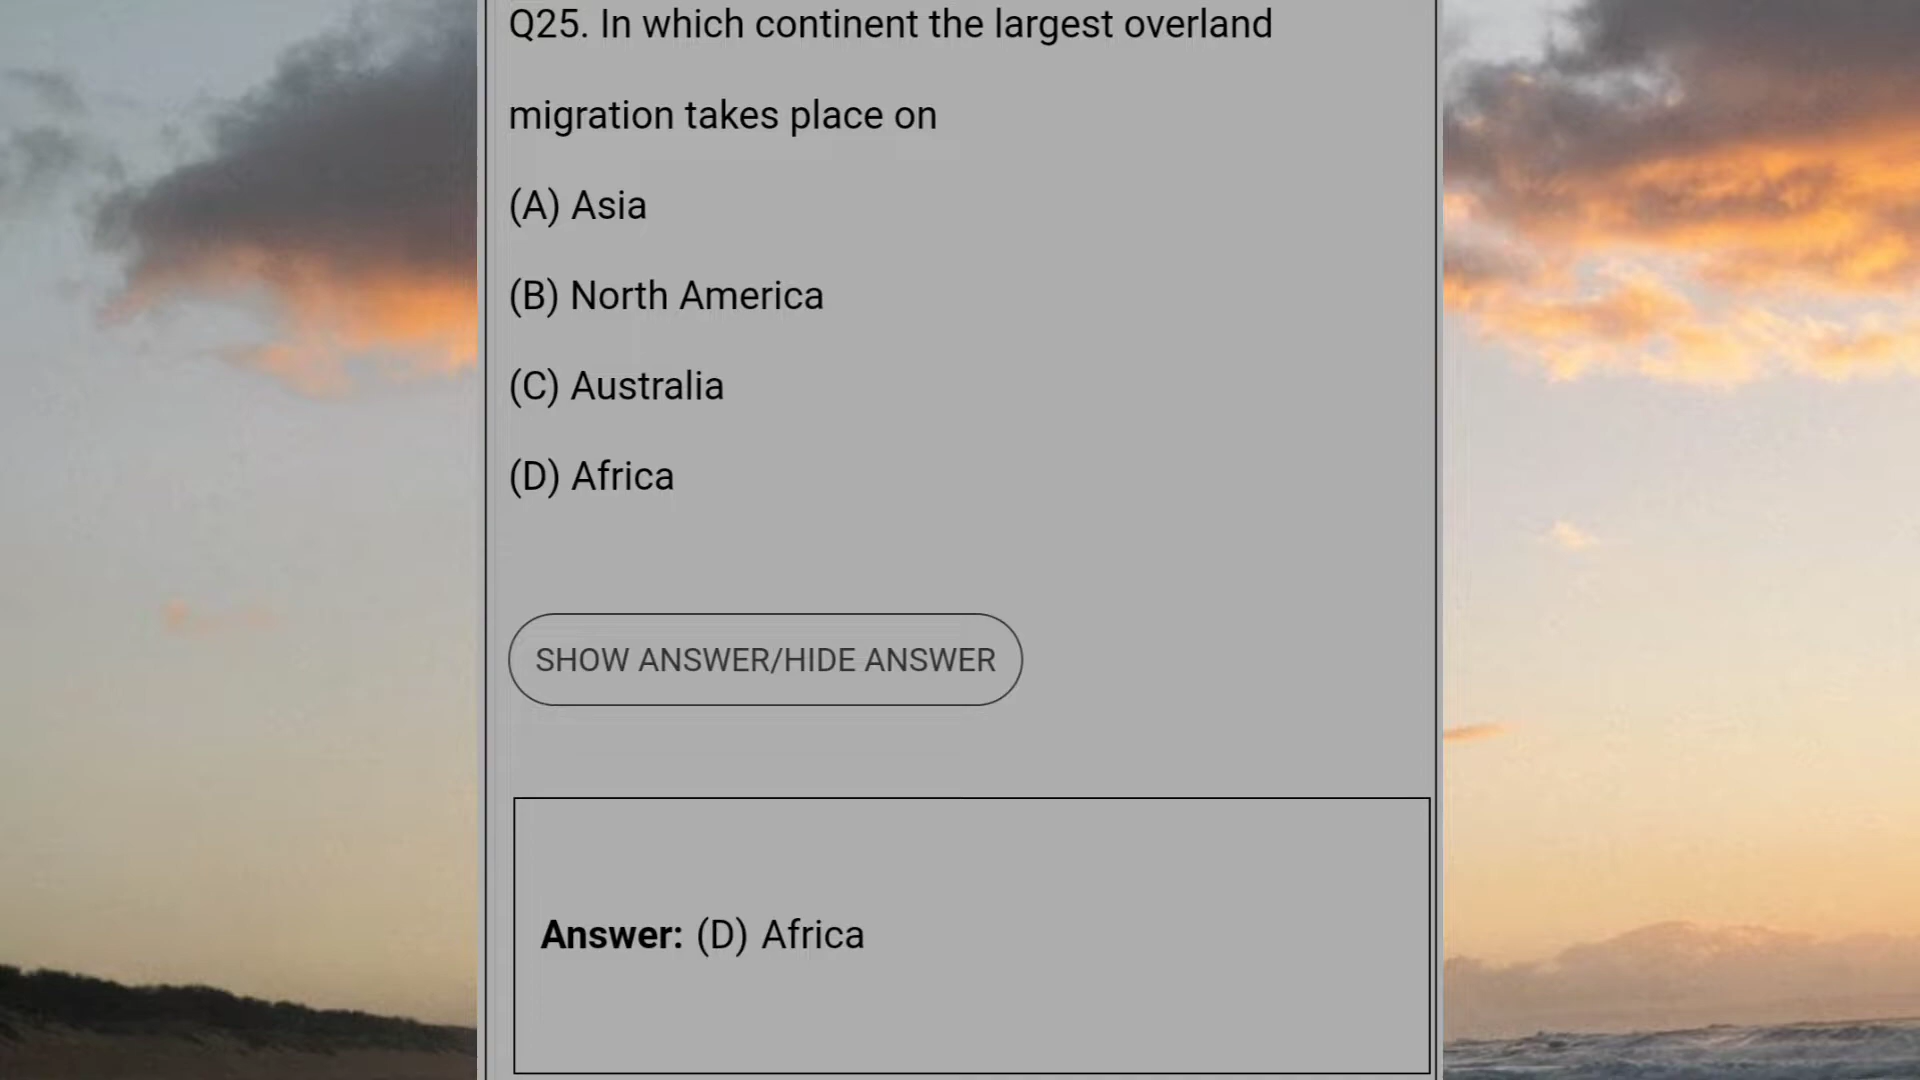 Q25. In which continent the largest overland
migration takes place on
(A) Asia
(B) North America
(C) Australia
(D) Africa
SHOW ANSWER/HIDE ANSWER
Answer: (D) Africa